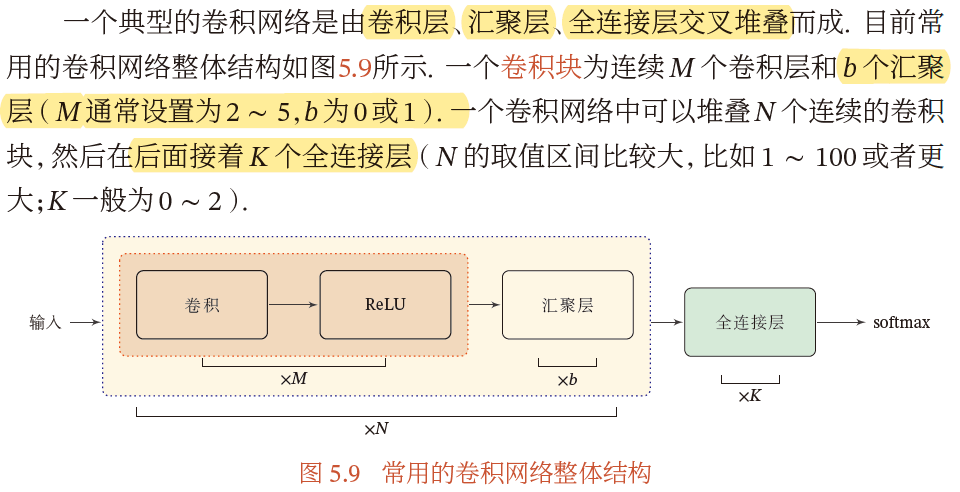 一个典型的卷积网络是由卷积层、汇聚层、全连接层交叉堆叠而成. 目前常
用的卷积网络整体结构如图5.9所示. 一个卷积块为连续 M 个卷积层和 b 个汇聚
层 ( M 通常设置为 2 ∼ 5, b 为 0 或 1 ). 一个卷积网络中可以堆叠 N 个连续的卷积
块, 然后在后面接着 K 个全连接层 ( N 的取值区间比较大, 比如 1 ∼ 100 或者更
大; K 一般为 0 ∼ 2 ).
输入
卷积
ReLU
汇聚层
全连接层
softmax
×M
×b
×K
×N
图 5.9 常用的卷积网络整体结构